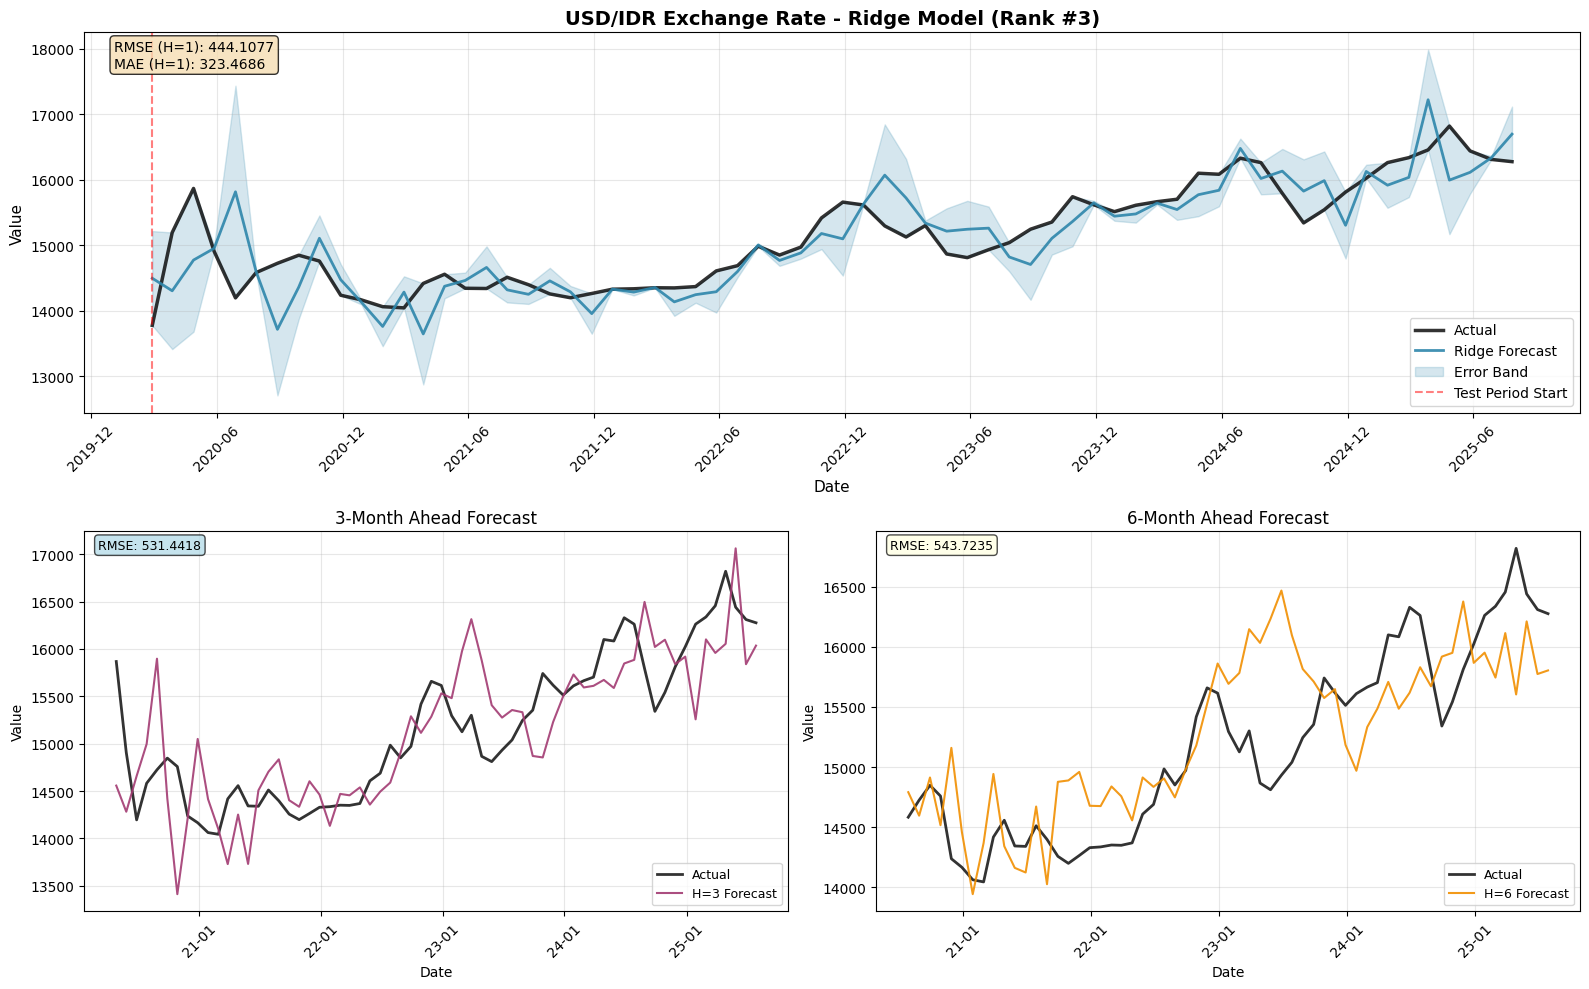 USD/IDR Exchange Rate - Ridge Model (Rank #3)
RMSE (H=1): 444.1077
MAE (H=1): 323.4686
Value
18000
17000
16000
15000
14000
13000
Actual
Ridge Forecast
Error Band
Test Period Start
2019-12
2020-06
2020-12
2021-06
2021-12
2022-06
2022-12
2023-06
2023-12
2024-06
2024-12
2025-06
Date
3-Month Ahead Forecast
RMSE: 531.4418
Value
17000
16500
16000
15500
15000
14500
14000
13500
Actual
H=3 Forecast
21-01
22-01
23-01
24-01
25-01
Date
6-Month Ahead Forecast
RMSE: 543.7235
Value
16500
16000
15500
15000
14500
14000
Actual
H=6 Forecast
21-01
22-01
23-01
24-01
25-01
Date